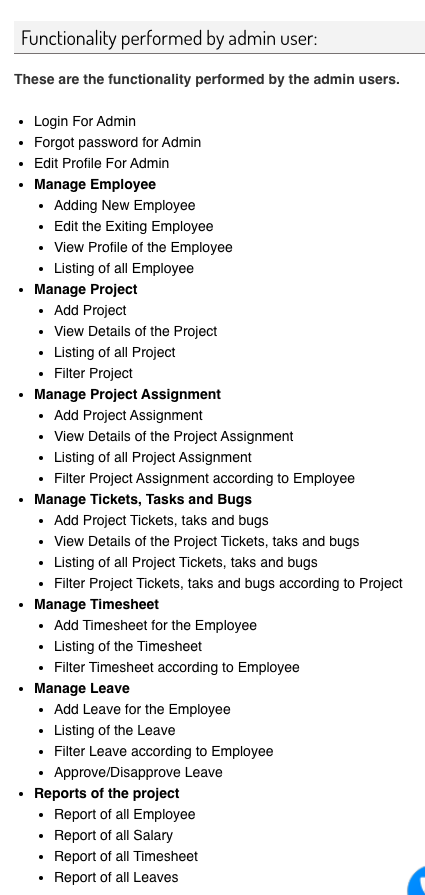 Functionality performed by admin user:
These are the functionality performed by the admin users.
Login For Admin
Forgot password for Admin
Edit Profile For Admin
Manage Employee
Adding New Employee
Edit the Exiting Employee
View Profile of the Employee
Listing of all Employee
Manage Project
Add Project
View Details of the Project
Listing of all Project
Filter Project
Manage Project Assignment
Add Project Assignment
View Details of the Project Assignment
Listing of all Project Assignment
Filter Project Assignment according to Employee
Manage Tickets, Tasks and Bugs
Add Project Tickets, taks and bugs
View Details of the Project Tickets, taks and bugs
Listing of all Project Tickets, taks and bugs
Filter Project Tickets, taks and bugs according to Project
Manage Timesheet
Add Timesheet for the Employee
Listing of the Timesheet
Filter Timesheet according to Employee
Manage Leave
Add Leave for the Employee
Listing of the Leave
Filter Leave according to Employee
Approve/Disapprove Leave
Reports of the project
Report of all Employee
Report of all Salary
Report of all Timesheet
Report of all Leaves